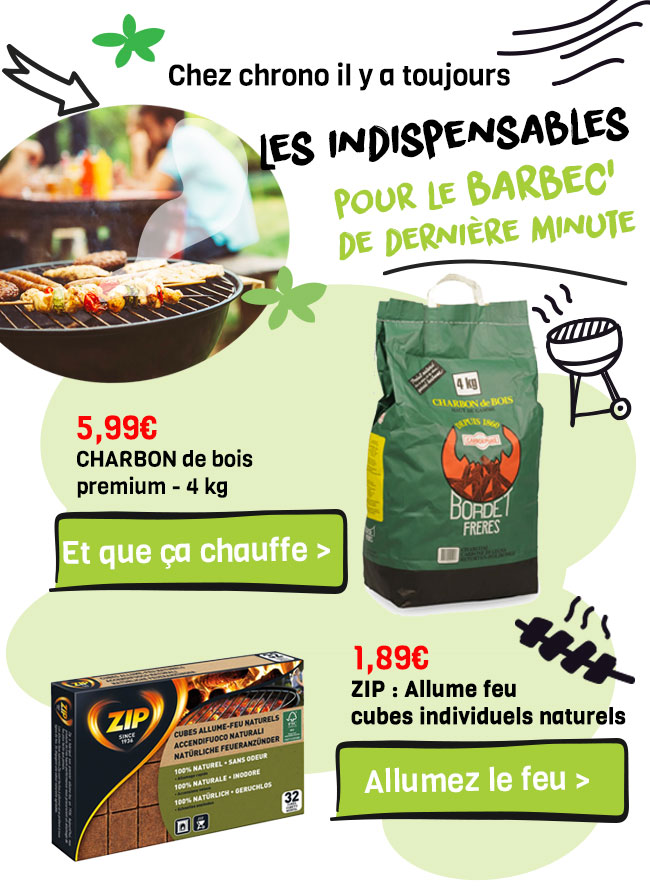 Chez chrono il y a toujours
LES INDISPENSABLES
POUR LE BARBEC'
DE DERNIÈRE MINUTE
4 kg
CHARBON de BOIS
DEPUIS 1860
BORDET
FRÈRES
5,99€
CHARBON de bois
premium - 4 kg
Et que ça chauffe >
1,89€
ZIP : Allume feu
cubes individuels naturels
Allumez le feu >
ZIP
SINCE
1936
CUBES ALLUME-FEU NATURELS
ACCENDIFUOCO NATURALI
NATÜRLICHE FEUERANZÜNDER
100% NATUREL • SANS ODEUR
100% NATURALE • INODORE
100% NATÜRLICH • GERUCHLOS
32